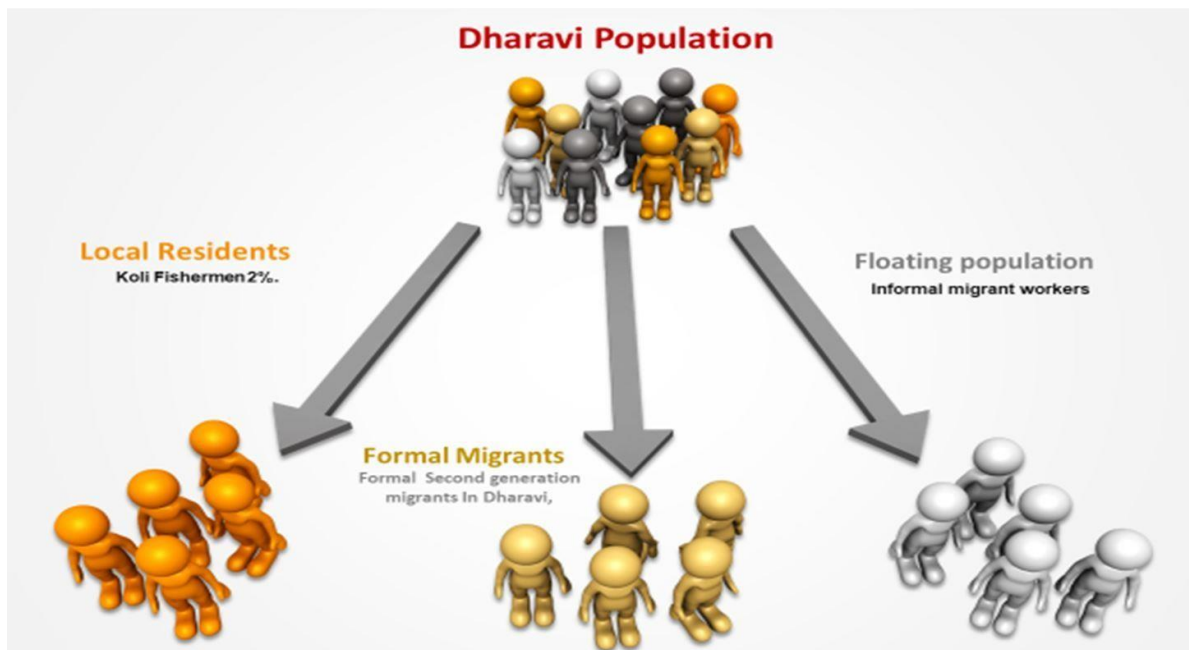 Dharavi Population
Local Residents
Koli Fishermen 2%.
Floating population
Informal migrant workers
Formal Migrants
Formal Second generation
migrants In Dharavi,